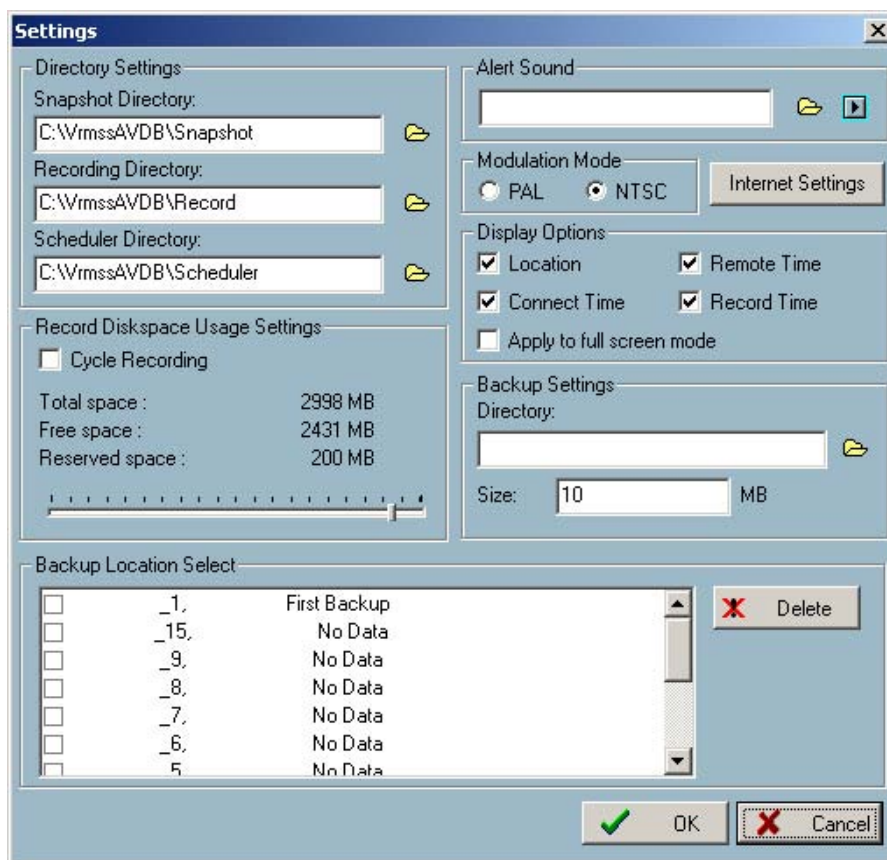 Settings
Directory Settings
Snapshot Directory:
C:\VrmssAVDB\Snapshot
Recording Directory:
C:\VrmssAVDB\Record
Scheduler Directory:
C:\VrmssAVDB\Scheduler
Record Diskspace Usage Settings
Cycle Recording
Total space : 2998 MB
Free space : 2431 MB
Reserved space : 200 MB
Alert Sound
Modulation Mode
PAL NTSC
Internet Settings
Display Options
Location Remote Time
Connect Time Record Time
Apply to full screen mode
Backup Settings
Directory:
Size: 10 MB
Backup Location Select
_1, First Backup
_15, No Data
_9, No Data
_8, No Data
_7, No Data
_6, No Data
_5, No Data
Delete
OK Cancel